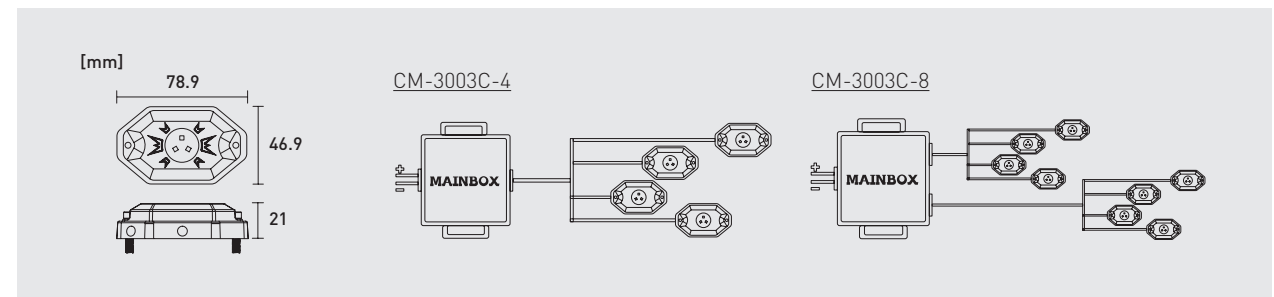 [mm]
78.9
46.9
21
CM-3003C-4
+
-
MAINBOX
CM-3003C-8
+
-
MAINBOX